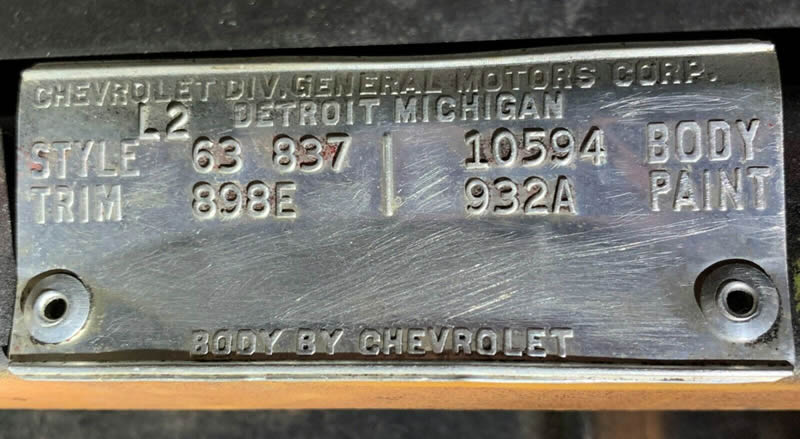 CHEVROLET DIV. GENERAL MOTORS CORP.
L2 DETROIT MICHIGAN
STYLE 63 837 10594 BODY
TRIM 898E 932A PAINT
BODY BY CHEVROLET